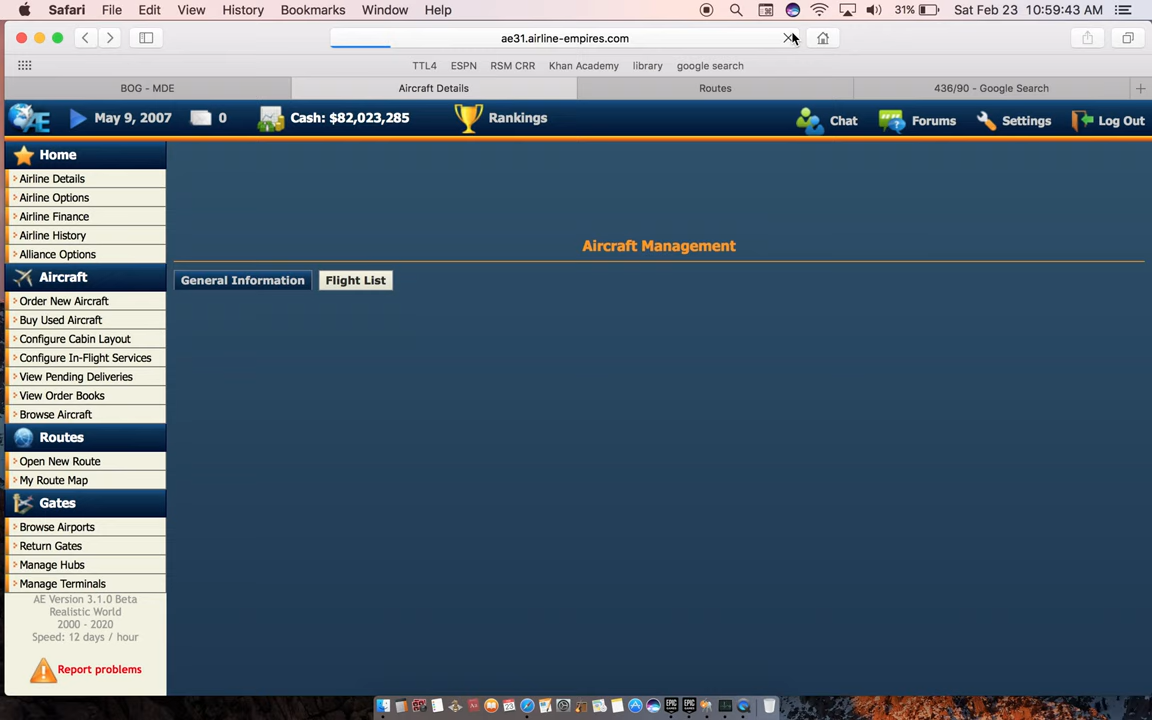 Safari File Edit View History Bookmarks Window Help 31% Sat Feb 23 10:59:43 AM
ae31.airline-empires.com
TTL4 ESPN RSM CRR Khan Academy library google search
BOG - MDE Aircraft Details Routes 436/90 - Google Search
AE May 9, 2007 0 Cash: $82,023,285 Rankings Chat Forums Settings Log Out
Home
Airline Details
Airline Options
Airline Finance
Airline History
Alliance Options
Aircraft
Order New Aircraft
Buy Used Aircraft
Configure Cabin Layout
Configure In-Flight Services
View Pending Deliveries
View Order Books
Browse Aircraft
Routes
Open New Route
My Route Map
Gates
Browse Airports
Return Gates
Manage Hubs
Manage Terminals
AE Version 3.1.0 Beta
Realistic World
2000 - 2020
Speed: 12 days / hour
Report problems
Aircraft Management
General Information Flight List